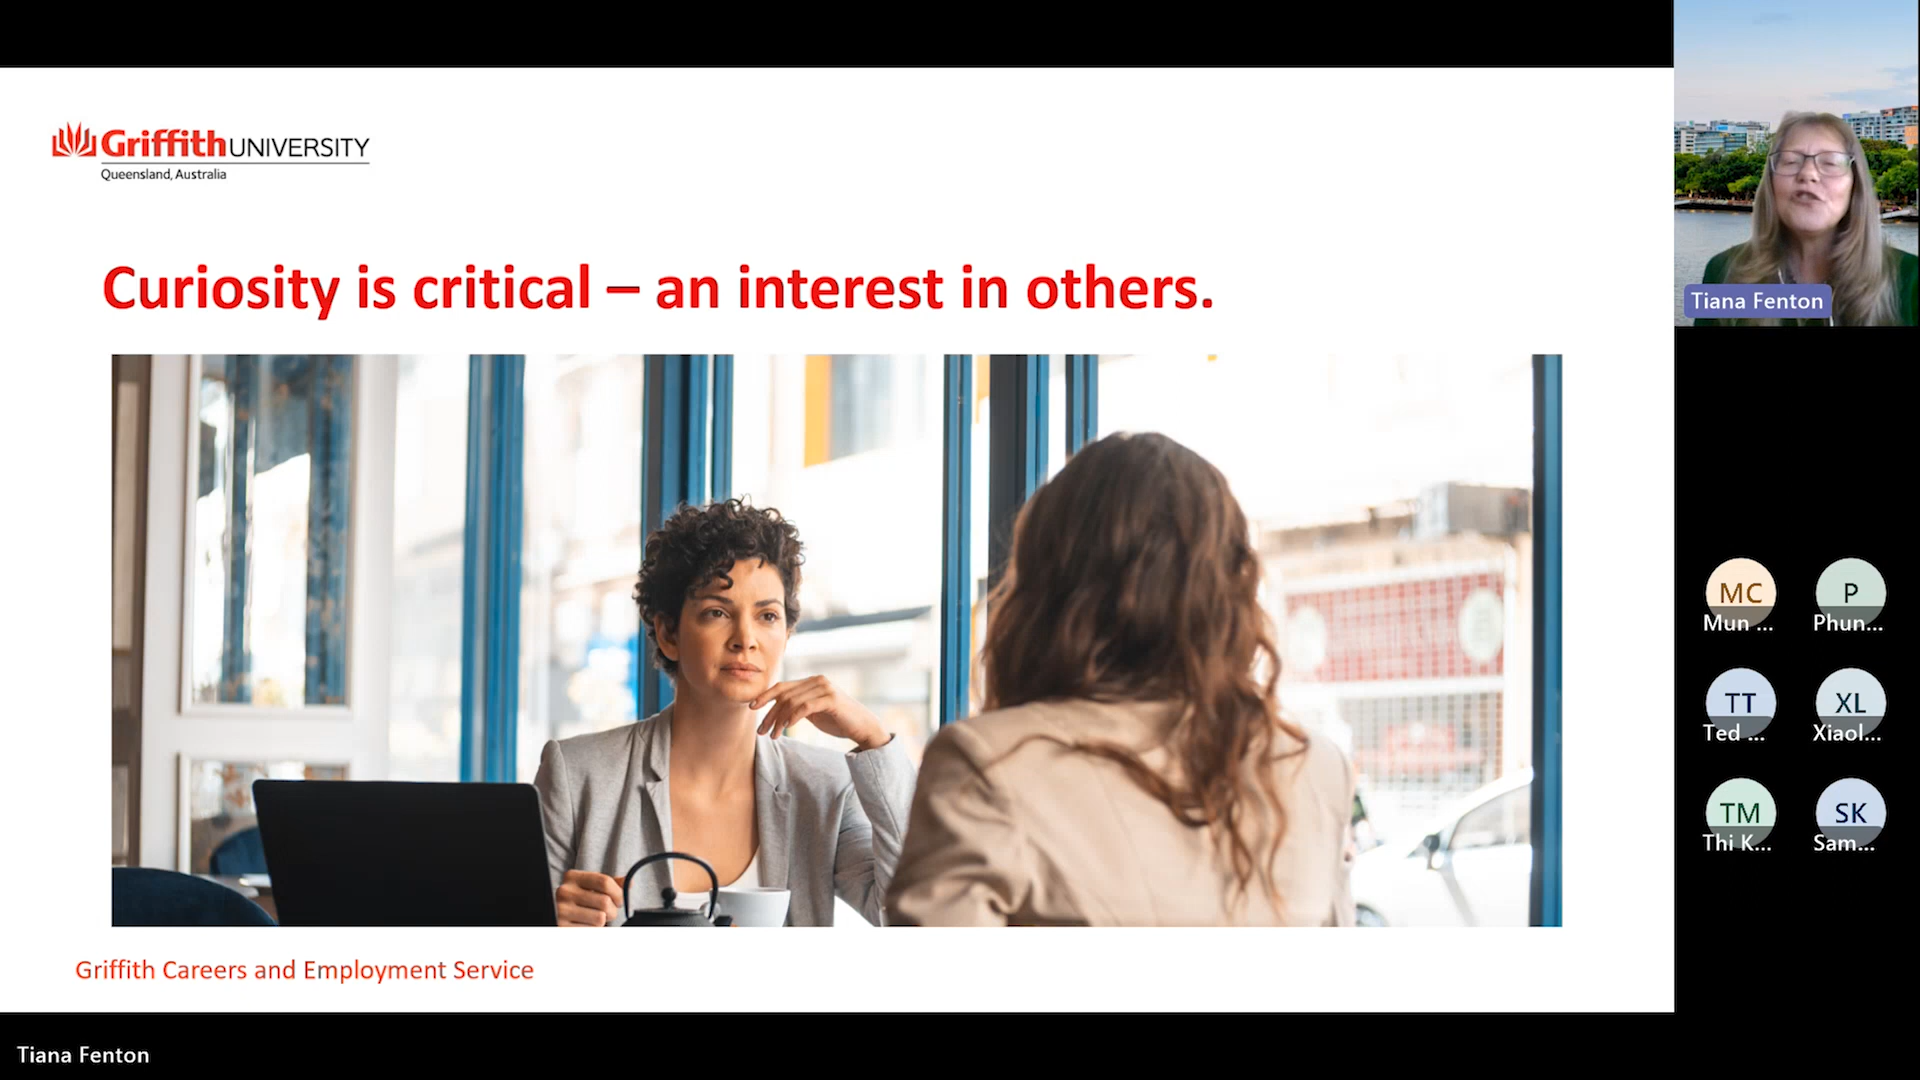 Griffith UNIVERSITY
Queensland, Australia
Curiosity is critical – an interest in others.
Griffith Careers and Employment Service
Tiana Fenton
Tiana Fenton
MC
Mun ...
P
Phun...
TT
Ted ...
XL
Xiaol...
TM
Thi K...
SK
Sam...